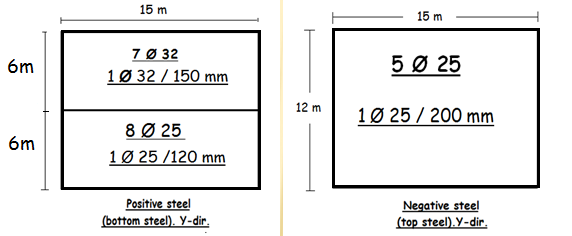 15 m
6m
7 Ø 32
1 Ø 32 / 150 mm
6m
8 Ø 25
1 Ø 25 /120 mm
Positive steel
(bottom steel). Y-dir.
15 m
12 m
5 Ø 25
1 Ø 25 / 200 mm
Negative steel
(top steel).Y-dir.